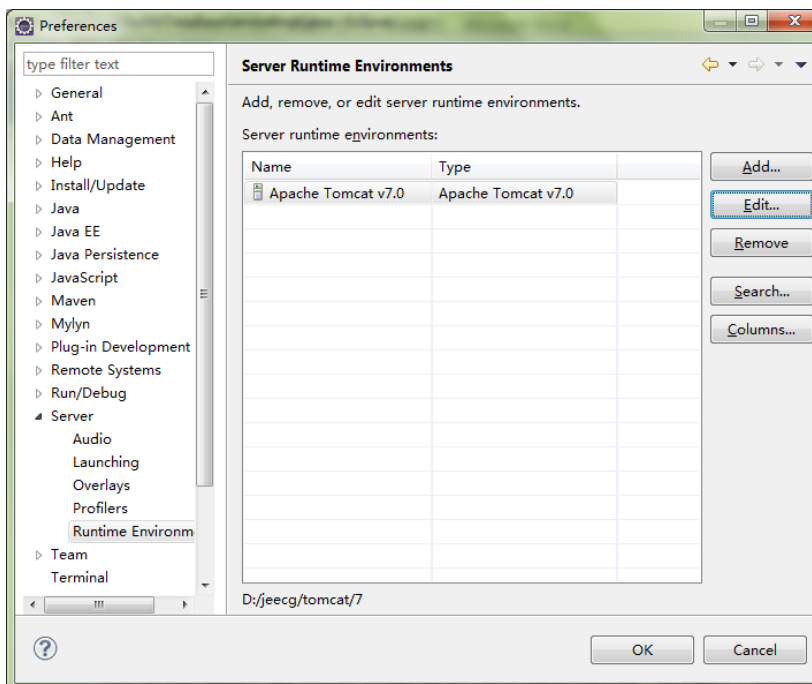 Preferences
type filter text
General
Ant
Data Management
Help
Install/Update
Java
Java EE
Java Persistence
JavaScript
Maven
Mylyn
Plug-in Development
Remote Systems
Run/Debug
Server
Audio
Launching
Overlays
Profilers
Runtime Environm
Team
Terminal
Server Runtime Environments
Add, remove, or edit server runtime environments.
Server runtime environments:
Name Type
Apache Tomcat v7.0 Apache Tomcat v7.0
Add...
Edit...
Remove
Search...
Columns...
D:/jeecg/tomcat/7
OK Cancel